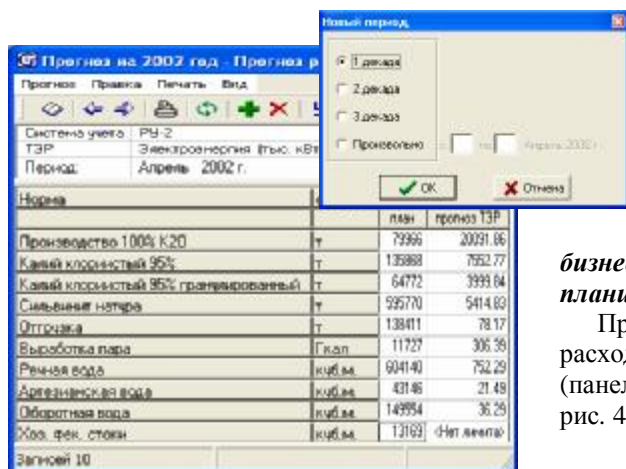 Новый период
1 декада
2 декада
3 декада
Произвольно с по Апрель 2002 г.
OK Отмена
Прогноз на 2002 год - Прогноз р
Прогноз Правка Печать Вид
Система учета РУ-2
ТЭР Электроэнергия (тыс. кВт
Период: Апрель 2002 г.
Норма
план прогноз ТЭР
Производство 100% K2O т 79966 20091.86
Калий хлористый 95% т 135868 7552.77
Калий хлористый 95% гранулированный т 64772 3999.84
Сильвинит натура т 595770 5414.83
Отгрузка т 138411 78.17
Выработка пара Гкал 11727 306.39
Речная вода куб.м. 604140 752.29
Артезианская вода куб.м. 43146 21.49
Оборотная вода куб.м. 149554 36.29
Хоз. фек. стоки куб.м. 13169 <Нет лимита>
Записей 10
бизне
плани
Пр
расход
(панел
рис. 4